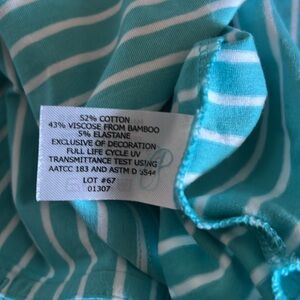 52% COTTON
43% VISCOSE FROM BAMBOO
5% ELASTANE
EXCLUSIVE OF DECORATION
FULL LIFE CYCLE UV
TRANSMITTANCE TEST USING
AATCC 183 AND ASTM D 6544
LOT #67
01307